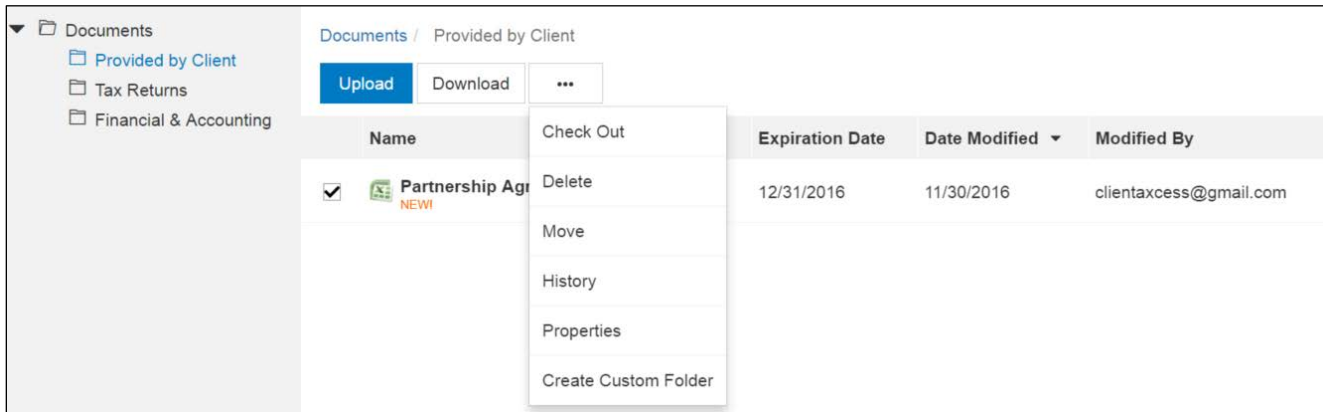 Documents
Provided by Client
Tax Returns
Financial & Accounting
Documents / Provided by Client
Upload Download •••
Name Expiration Date Date Modified Modified By
Check Out
Partnership 12/31/2016 11/30/2016 clientaxcess@gmail.com
NEW!
Delete
Move
History
Properties
Create Custom Folder